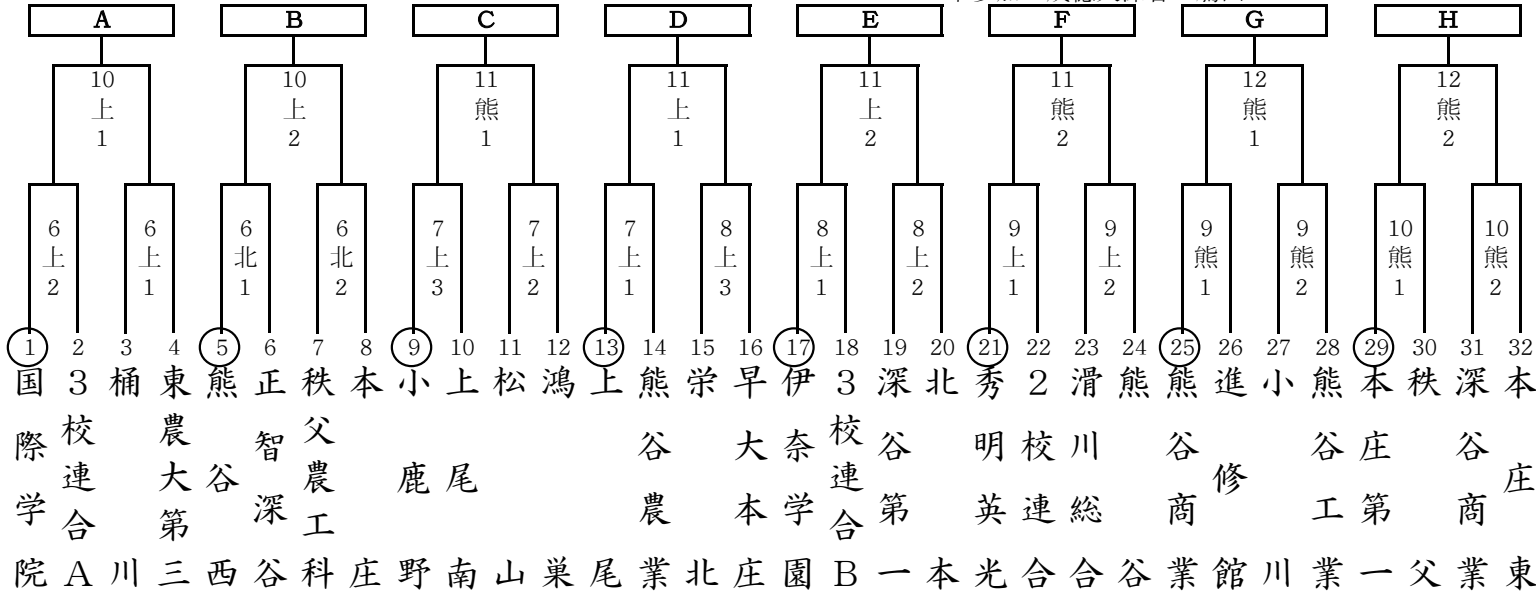 A B C D E F G H
10 10 11 11 11 11 12 12
上 上 熊 上 上 熊 熊 熊
1 2 1 1 2 2 1 2
6 6 6 6 7 7 7 8 8 8 9 9 9 9 10 10
上 上 北 北 上 上 上 上 上 上 上 上 熊 熊 熊 熊
2 1 1 2 3 2 1 3 1 2 1 2 1 2 1 2
1 2 3 4 5 6 7 8 9 10 11 12 13 14 15 16 17 18 19 20 21 22 23 24 25 26 27 28 29 30 31 32
国際学院
3校連合A
桶川
東農大第三
熊谷西
正智深谷
秩父農工科
本庄
小鹿野
上尾南
松山
鴻巣
上尾
熊谷農業
栄北
早大本庄
伊奈学園
3校連合B
深谷第一
北本
秀明英光
2校連合
滑川総合
熊谷
熊谷商業
進修館
小川
熊谷工業
本庄第一
秩父
深谷商業
本庄東